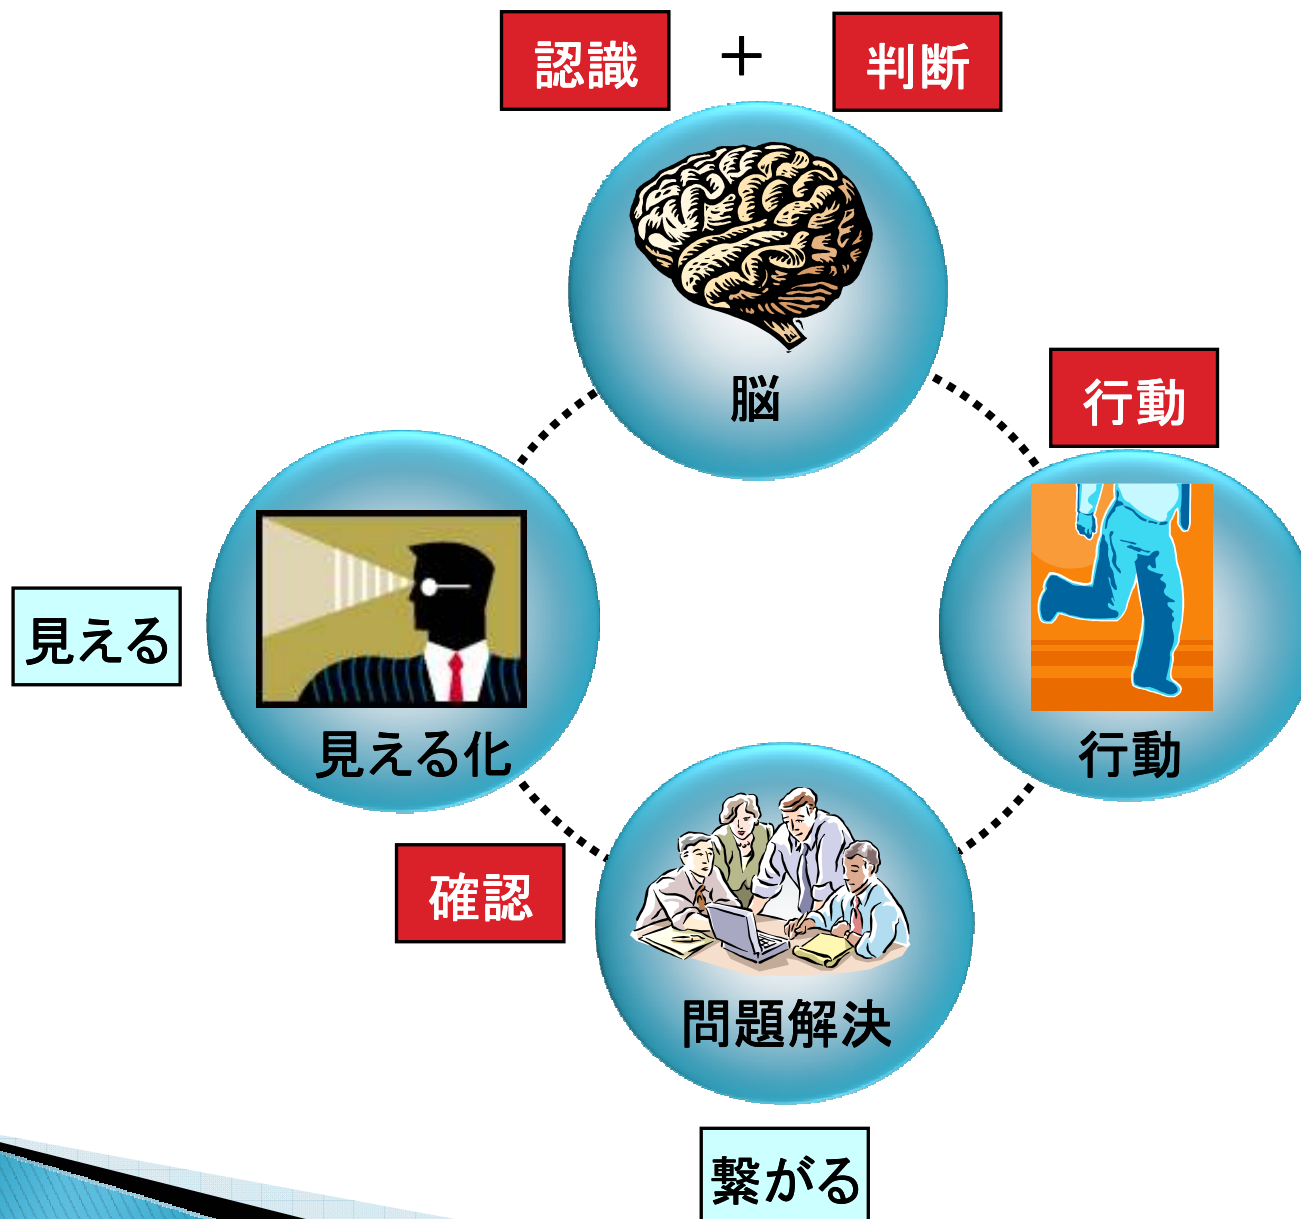 認識 + 判断
脳
行動
見える
見える化
行動
確認
問題解決
繋がる